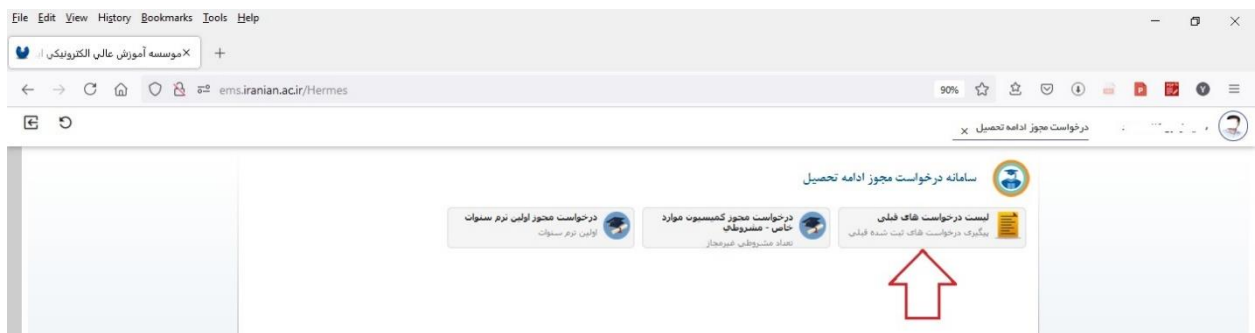 File Edit View History Bookmarks Tools Help
موسسه آموزش عالی الکترونیکی
ems.iranian.ac.ir/Hermes
90%
درخواست مجوز ادامه تحصیل
سامانه درخواست مجوز ادامه تحصیل
لیست درخواست های قبلی
پیگیری درخواست های ثبت شده قبلی
درخواست مجوز کمیسیون موارد
خاص - مشروطی
تعداد مشروطی غیرمجاز
درخواست مجوز اولین ترم سنوات
اولین ترم سنوات